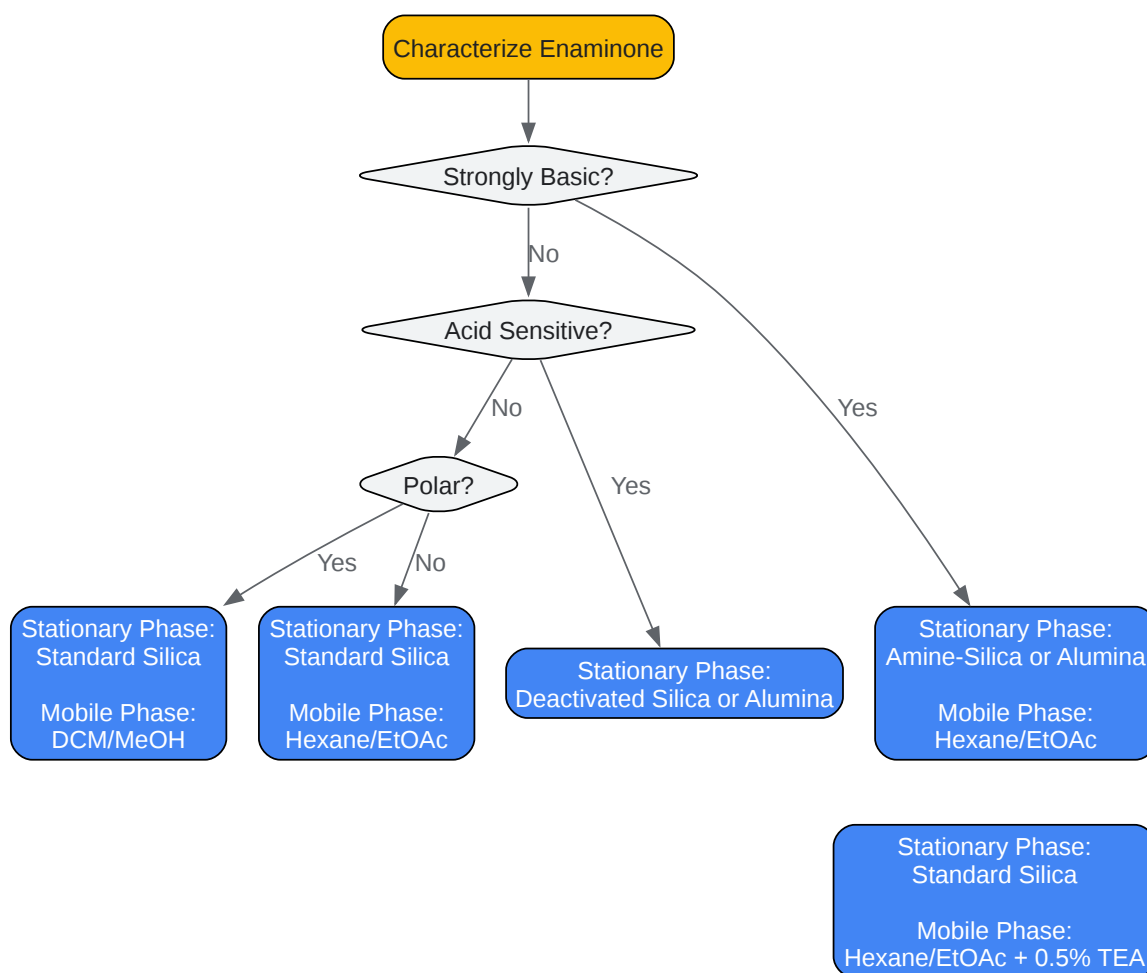 Characterize Enaminone
Strongly Basic?
No
Acid Sensitive?
Yes
No
Polar?
Yes
Yes
No
Stationary Phase:
Standard Silica
Mobile Phase:
DCM/MeOH
Stationary Phase:
Standard Silica
Mobile Phase:
Hexane/EtOAc
Stationary Phase:
Deactivated Silica or Alumina
Stationary Phase:
Amine-Silica or Alumina
Mobile Phase:
Hexane/EtOAc
Stationary Phase:
Standard Silica
Mobile Phase:
Hexane/EtOAc + 0.5% TEA